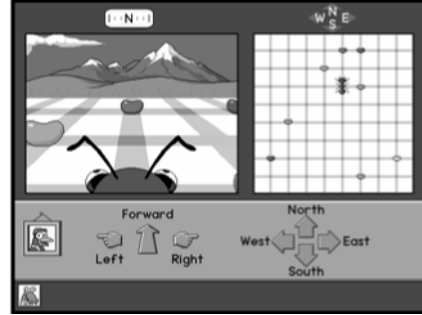 N
N
W E
S
Forward
Left Right
North
West East
South